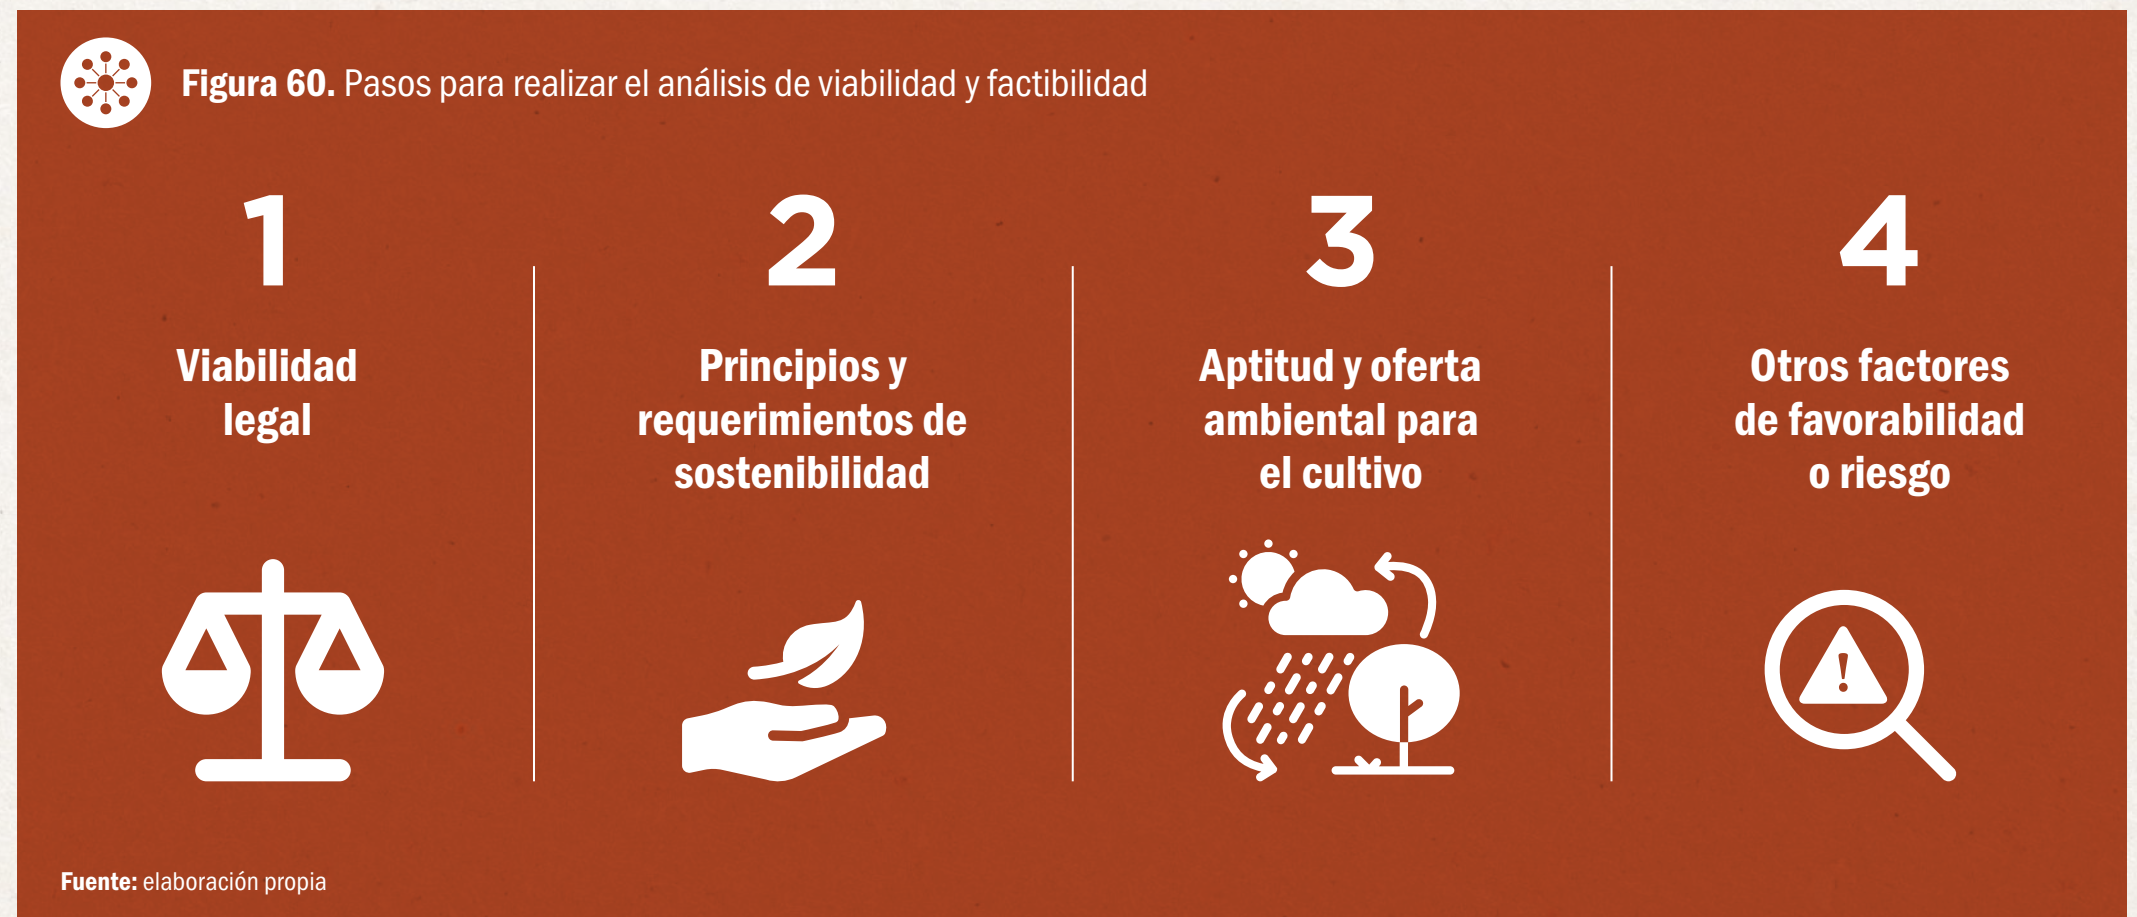 Figura 60. Pasos para realizar el análisis de viabilidad y factibilidad
1
Viabilidad
legal
2
Principios y
requerimientos de
sostenibilidad
3
Aptitud y oferta
ambiental para
el cultivo
4
Otros factores
de favorabilidad
o riesgo
Fuente: elaboración propia